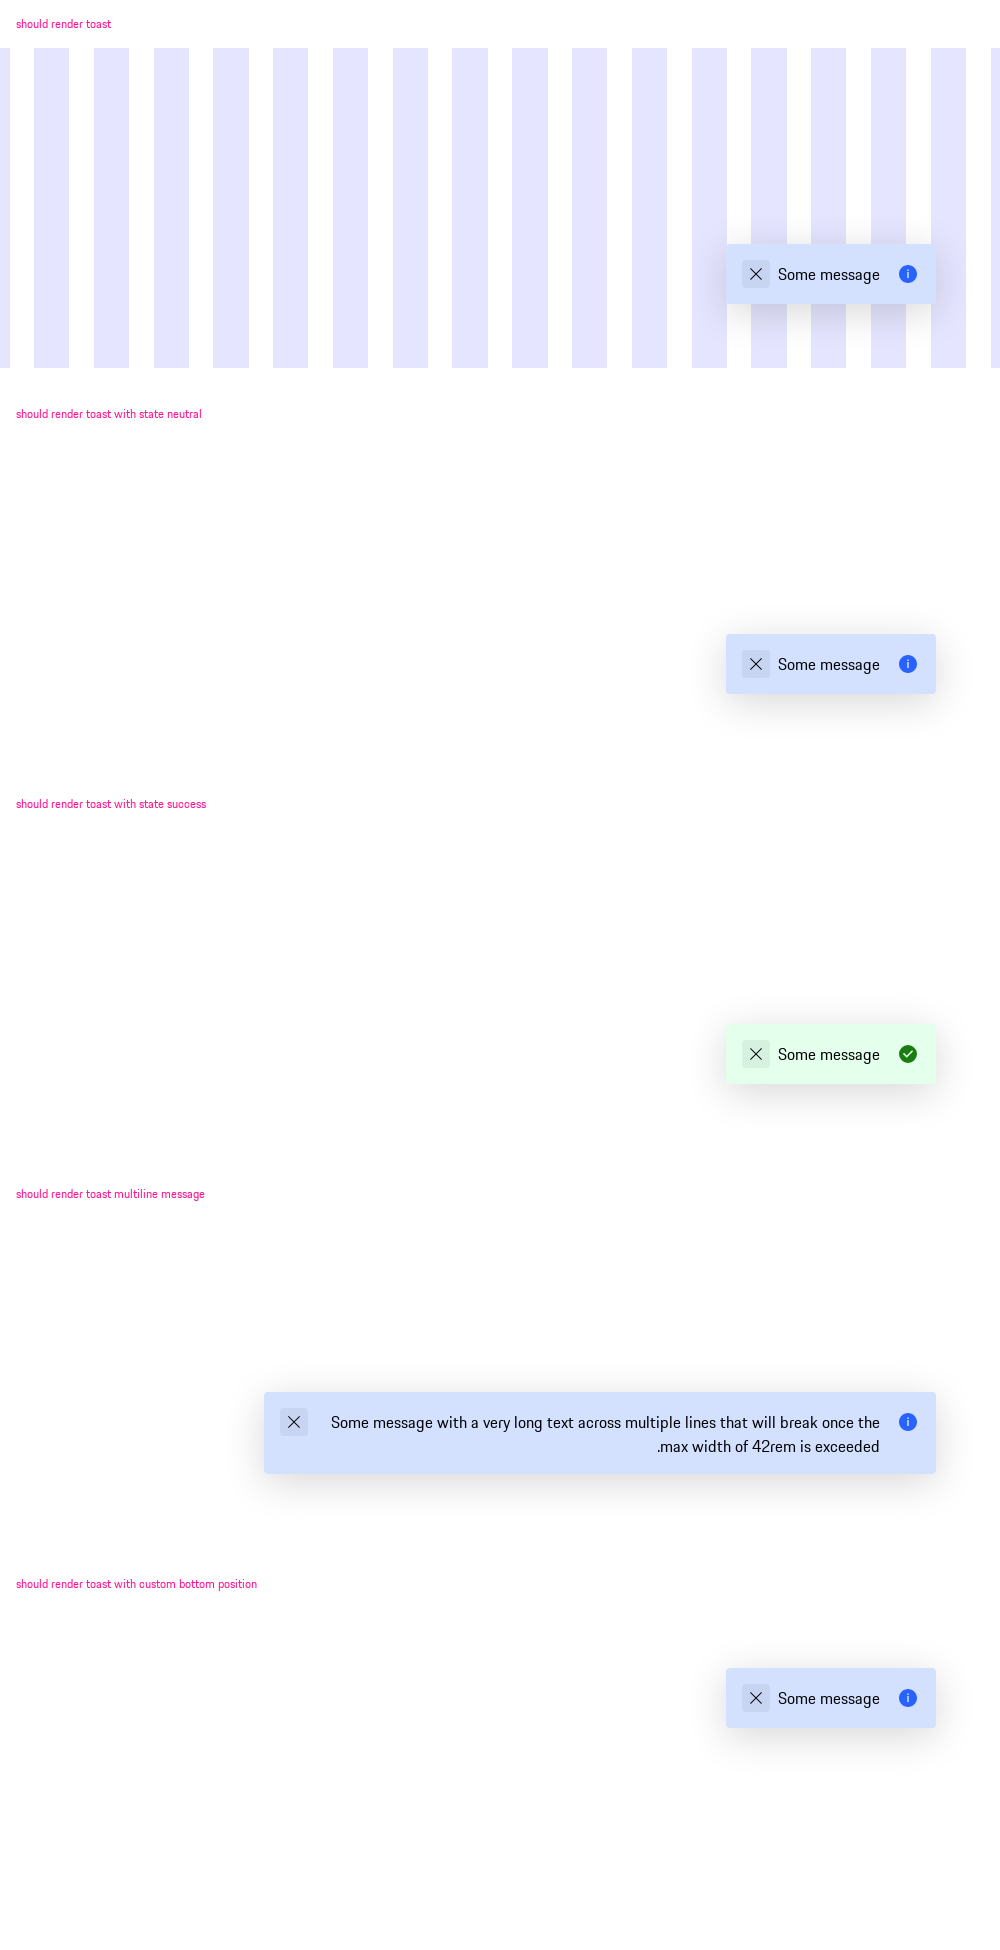 should render toast
Some message
should render toast with state neutral
Some message
should render toast with state success
Some message
should render toast multiline message
Some message with a very long text across multiple lines that will break once the
.max width of 42rem is exceeded
should render toast with custom bottom position
Some message